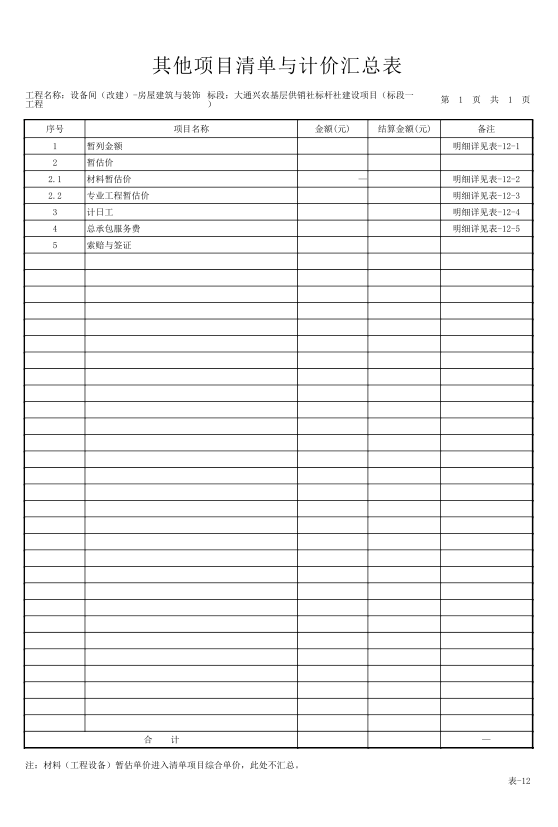 其他项目清单与计价汇总表
工程名称：设备间（改建）-房屋建筑与装饰工程 标段：大通兴农基层供销社标杆社建设项目（标段一） 第 1 页 共 1 页
序号 项目名称 金额(元) 结算金额(元) 备注
1 暂列金额 明细详见表-12-1
2 暂估价
2.1 材料暂估价 — 明细详见表-12-2
2.2 专业工程暂估价 明细详见表-12-3
3 计日工 明细详见表-12-4
4 总承包服务费 明细详见表-12-5
5 索赔与签证
合 计 —
注：材料（工程设备）暂估单价进入清单项目综合单价，此处不汇总。
表-12